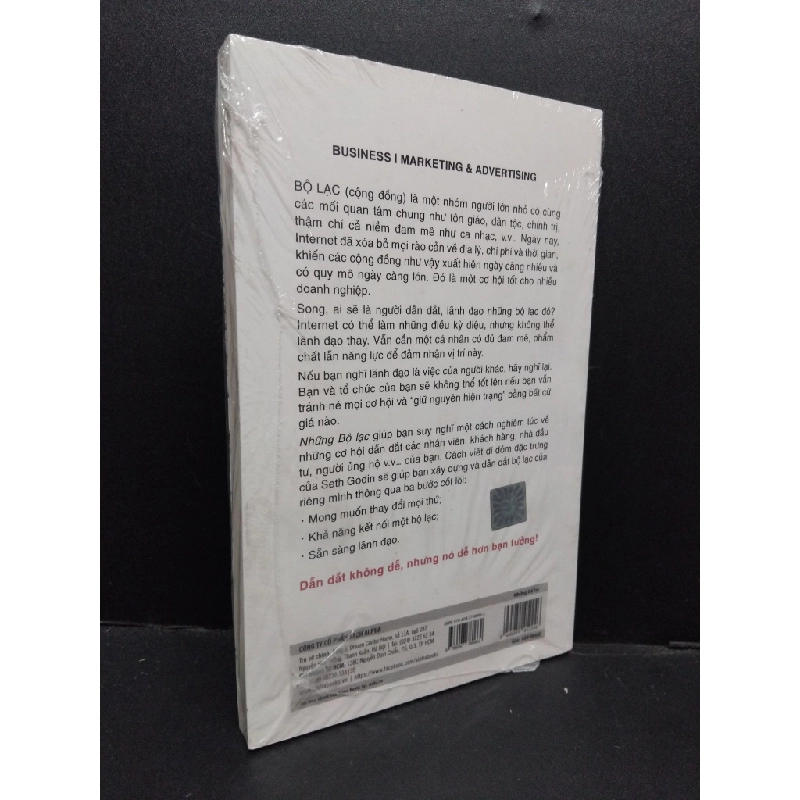 BUSINESS I MARKETING & ADVERTISING
BỘ LẠC (cộng đồng) là một nhóm người lớn nhỏ có cùng
các mối quan tâm chung như tôn giáo, dân tộc, chính trị,
thậm chí cả niềm đam mê như ca nhạc, v.v.. Ngày nay,
Internet đã xóa bỏ mọi rào cản về địa lý, chi phí và thời gian,
khiến các cộng đồng như vậy xuất hiện ngày càng nhiều và
có quy mô ngày càng lớn. Đó là một cơ hội tốt cho nhiều
doanh nghiệp.
Song, ai sẽ là người dẫn dắt, lãnh đạo những bộ lạc đó?
Internet có thể làm những điều kỳ diệu, nhưng không thể
lãnh đạo thay. Vẫn cần một cá nhân có đủ đam mê, phẩm
chất lẫn năng lực để đảm nhận vị trí này.
Nếu bạn nghĩ lãnh đạo là việc của người khác, hãy nghĩ lại.
Bạn và tổ chức của bạn sẽ không thể tốt lên nếu bạn vẫn
tránh né mọi cơ hội và "giữ nguyên hiện trạng" bằng bất cứ
giá nào.
Những Bộ lạc giúp bạn suy nghĩ một cách nghiêm túc về
những cơ hội dẫn dắt các nhân viên, khách hàng, nhà đầu
tư, người ủng hộ v.v... của bạn. Cách viết dí dỏm đặc trưng
của Seth Godin sẽ giúp bạn xây dựng và dẫn dắt bộ lạc của
riêng mình thông qua ba bước cốt lõi:
· Mong muốn thay đổi mọi thứ;
· Khả năng kết nối một bộ lạc;
· Sẵn sàng lãnh đạo.
Dẫn dắt không dễ, nhưng nó dễ hơn bạn tưởng!
CÔNG TY CỔ PHẦN SÁCH ALPHA